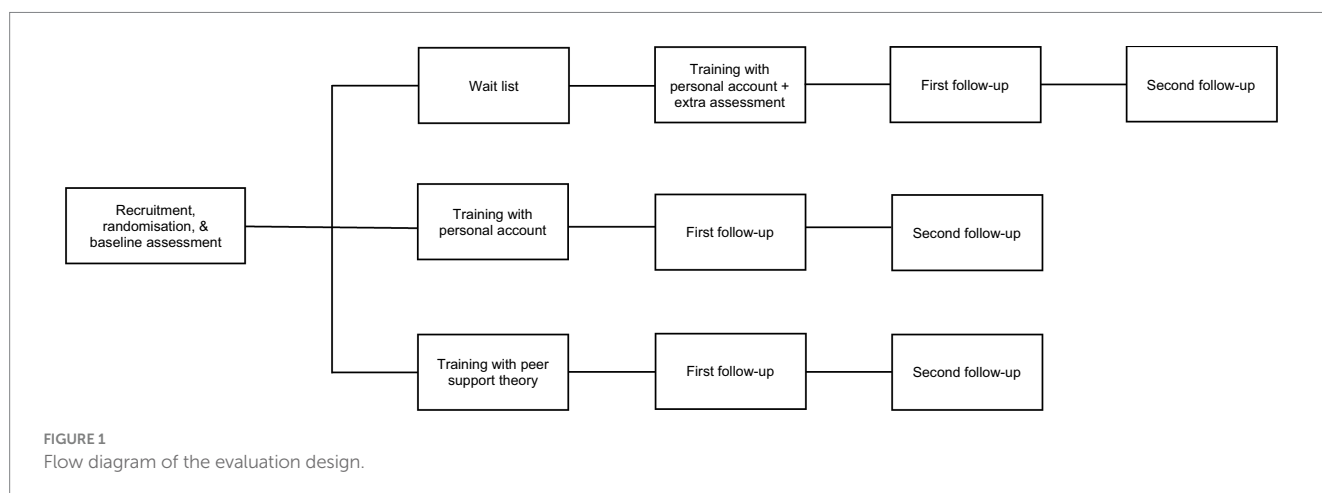 Wait list
Training with
personal account +
extra assessment
First follow-up
Second follow-up
Recruitment,
randomisation, &
baseline assessment
Training with
personal account
First follow-up
Second follow-up
Training with peer
support theory
First follow-up
Second follow-up
FIGURE 1
Flow diagram of the evaluation design.